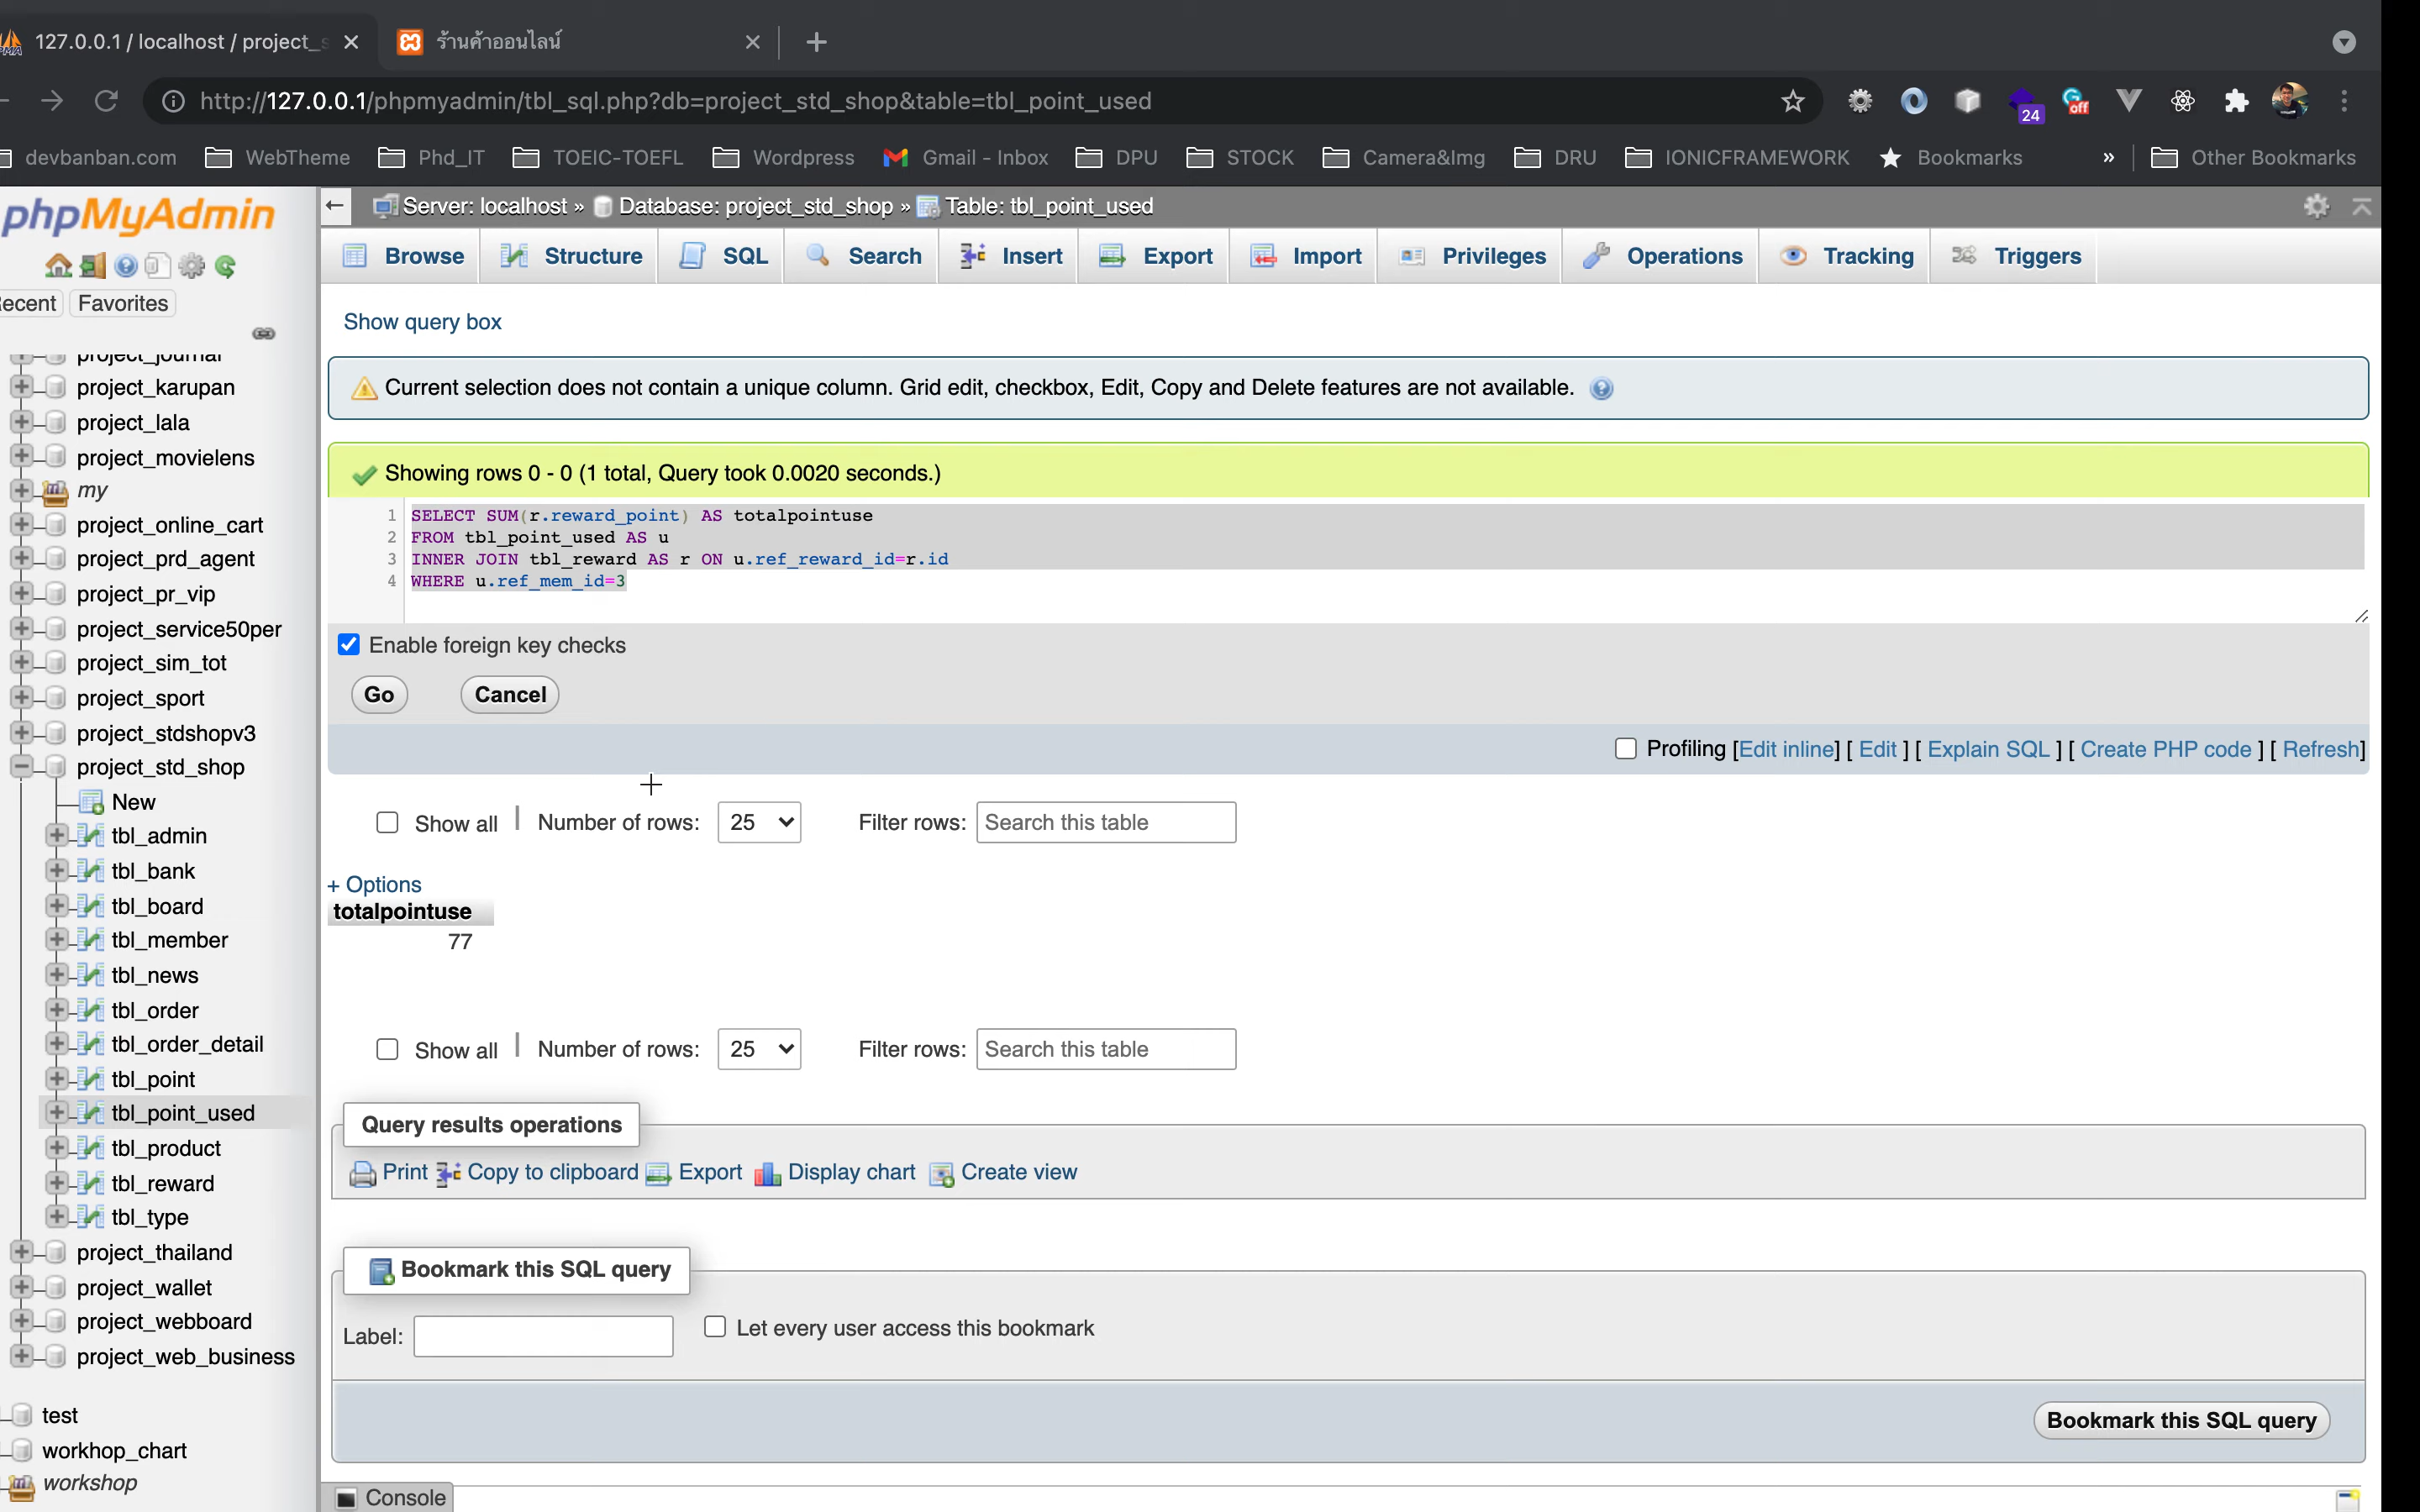 127.0.0.1 / localhost / project_s
ร้านค้าออนไลน์
http://127.0.0.1/phpmyadmin/tbl_sql.php?db=project_std_shop&table=tbl_point_used
24
off
devbanban.com WebTheme Phd_IT TOEIC-TOEFL Wordpress Gmail - Inbox DPU STOCK Camera&Img DRU IONICFRAMEWORK Bookmarks » Other Bookmarks
phpMyAdmin
ecent Favorites
project_journal
project_karupan
project_lala
project_movielens
my
project_online_cart
project_prd_agent
project_pr_vip
project_service50per
project_sim_tot
project_sport
project_stdshopv3
project_std_shop
New
tbl_admin
tbl_bank
tbl_board
tbl_member
tbl_news
tbl_order
tbl_order_detail
tbl_point
tbl_point_used
tbl_product
tbl_reward
tbl_type
project_thailand
project_wallet
project_webboard
project_web_business
test
workhop_chart
workshop
Server: localhost » Database: project_std_shop » Table: tbl_point_used
Browse Structure SQL Search Insert Export Import Privileges Operations Tracking Triggers
Show query box
Current selection does not contain a unique column. Grid edit, checkbox, Edit, Copy and Delete features are not available.
Showing rows 0 - 0 (1 total, Query took 0.0020 seconds.)
1 SELECT SUM(r.reward_point) AS totalpointuse
2 FROM tbl_point_used AS u
3 INNER JOIN tbl_reward AS r ON u.ref_reward_id=r.id
4 WHERE u.ref_mem_id=3
Enable foreign key checks
Go Cancel
Profiling [Edit inline] [ Edit ] [ Explain SQL ] [ Create PHP code ] [ Refresh]
Show all | Number of rows: 25 Filter rows: Search this table
+ Options
totalpointuse
77
Show all | Number of rows: 25 Filter rows: Search this table
Query results operations
Print Copy to clipboard Export Display chart Create view
Bookmark this SQL query
Label: Let every user access this bookmark
Bookmark this SQL query
Console